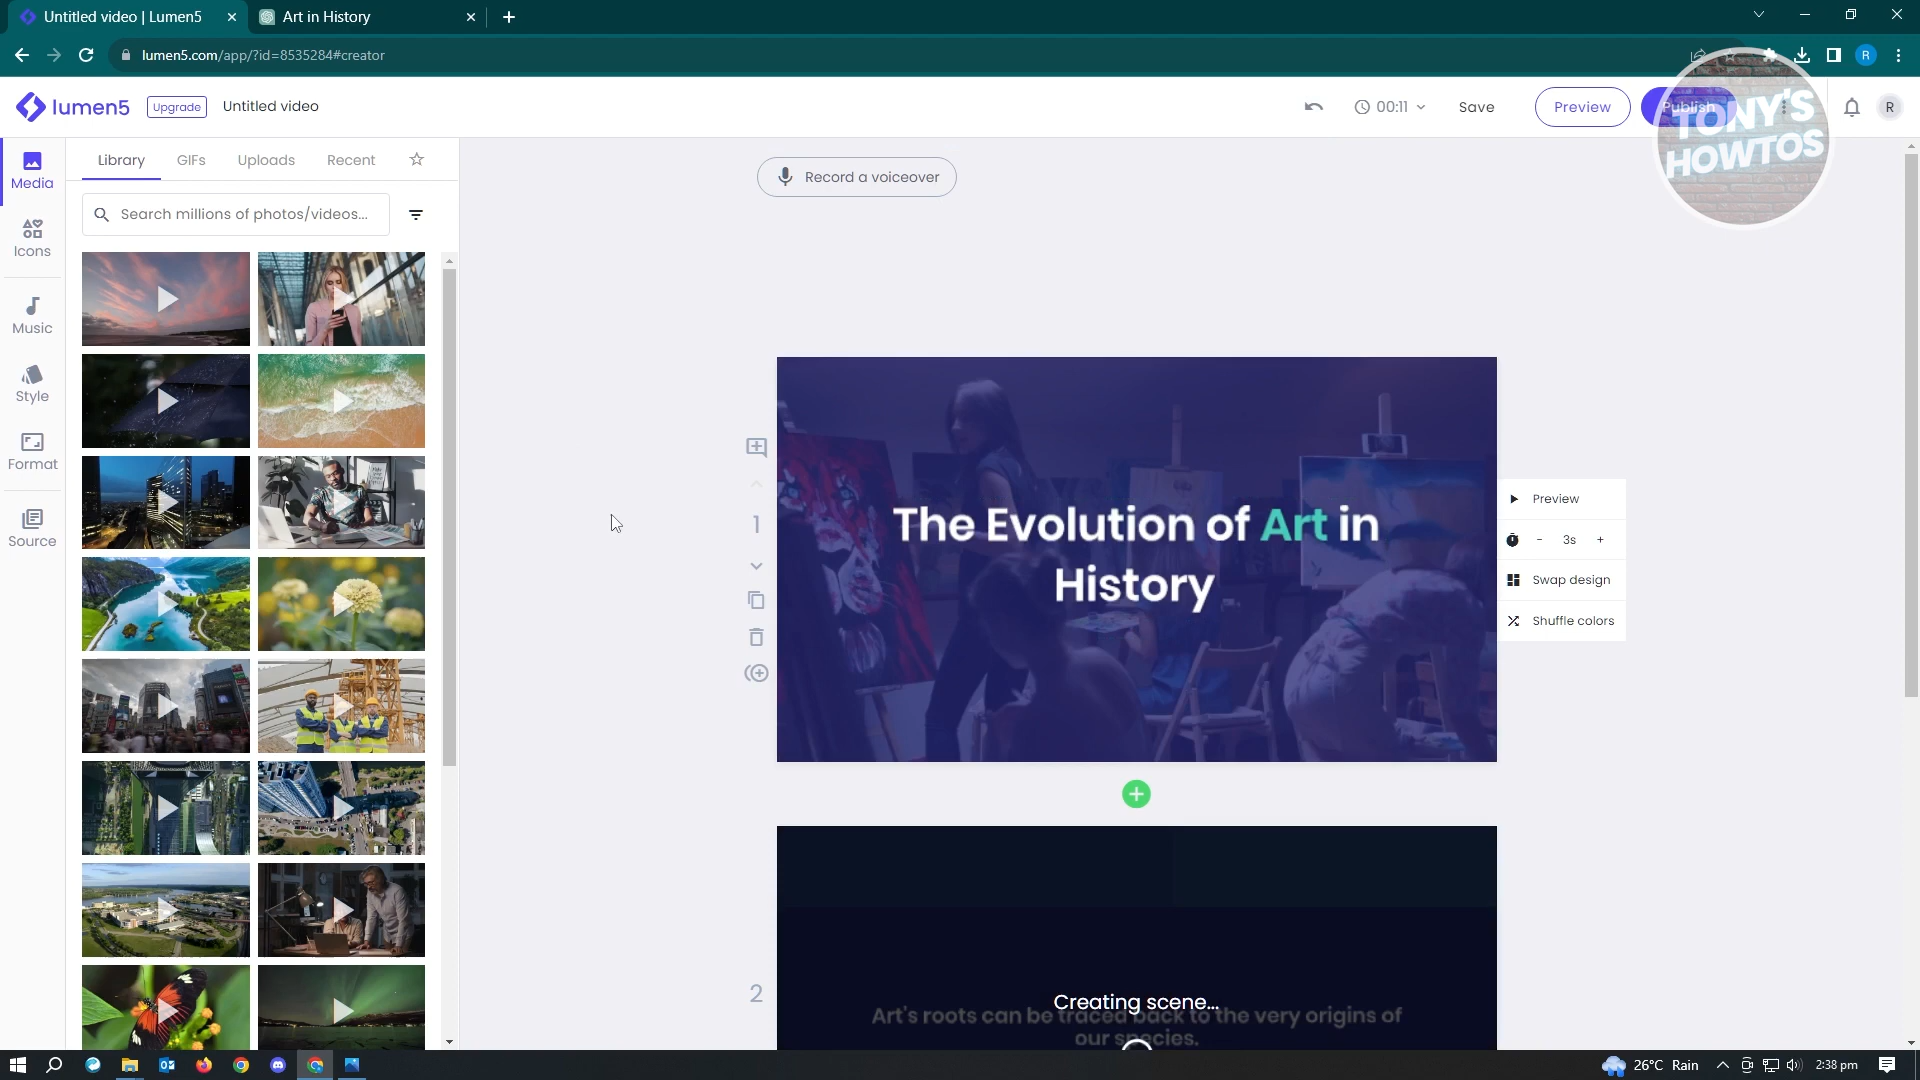 Untitled video | Lumen5
Art in History
lumen5.com/app/?id=8535284#creator
R
lumen5
Upgrade
Untitled video
00:11
Save
Preview
Publish
R
TONY'S
HOWTOS
Media
Icons
Music
Style
Format
Source
Library
GIFs
Uploads
Recent
Search millions of photos/videos...
Record a voiceover
1
The Evolution of Art in
History
Preview
- 3s +
Swap design
Shuffle colors
2
Creating scene...
Art's roots can be traced back to the very origins of
our species.
26°C Rain
2:38 pm